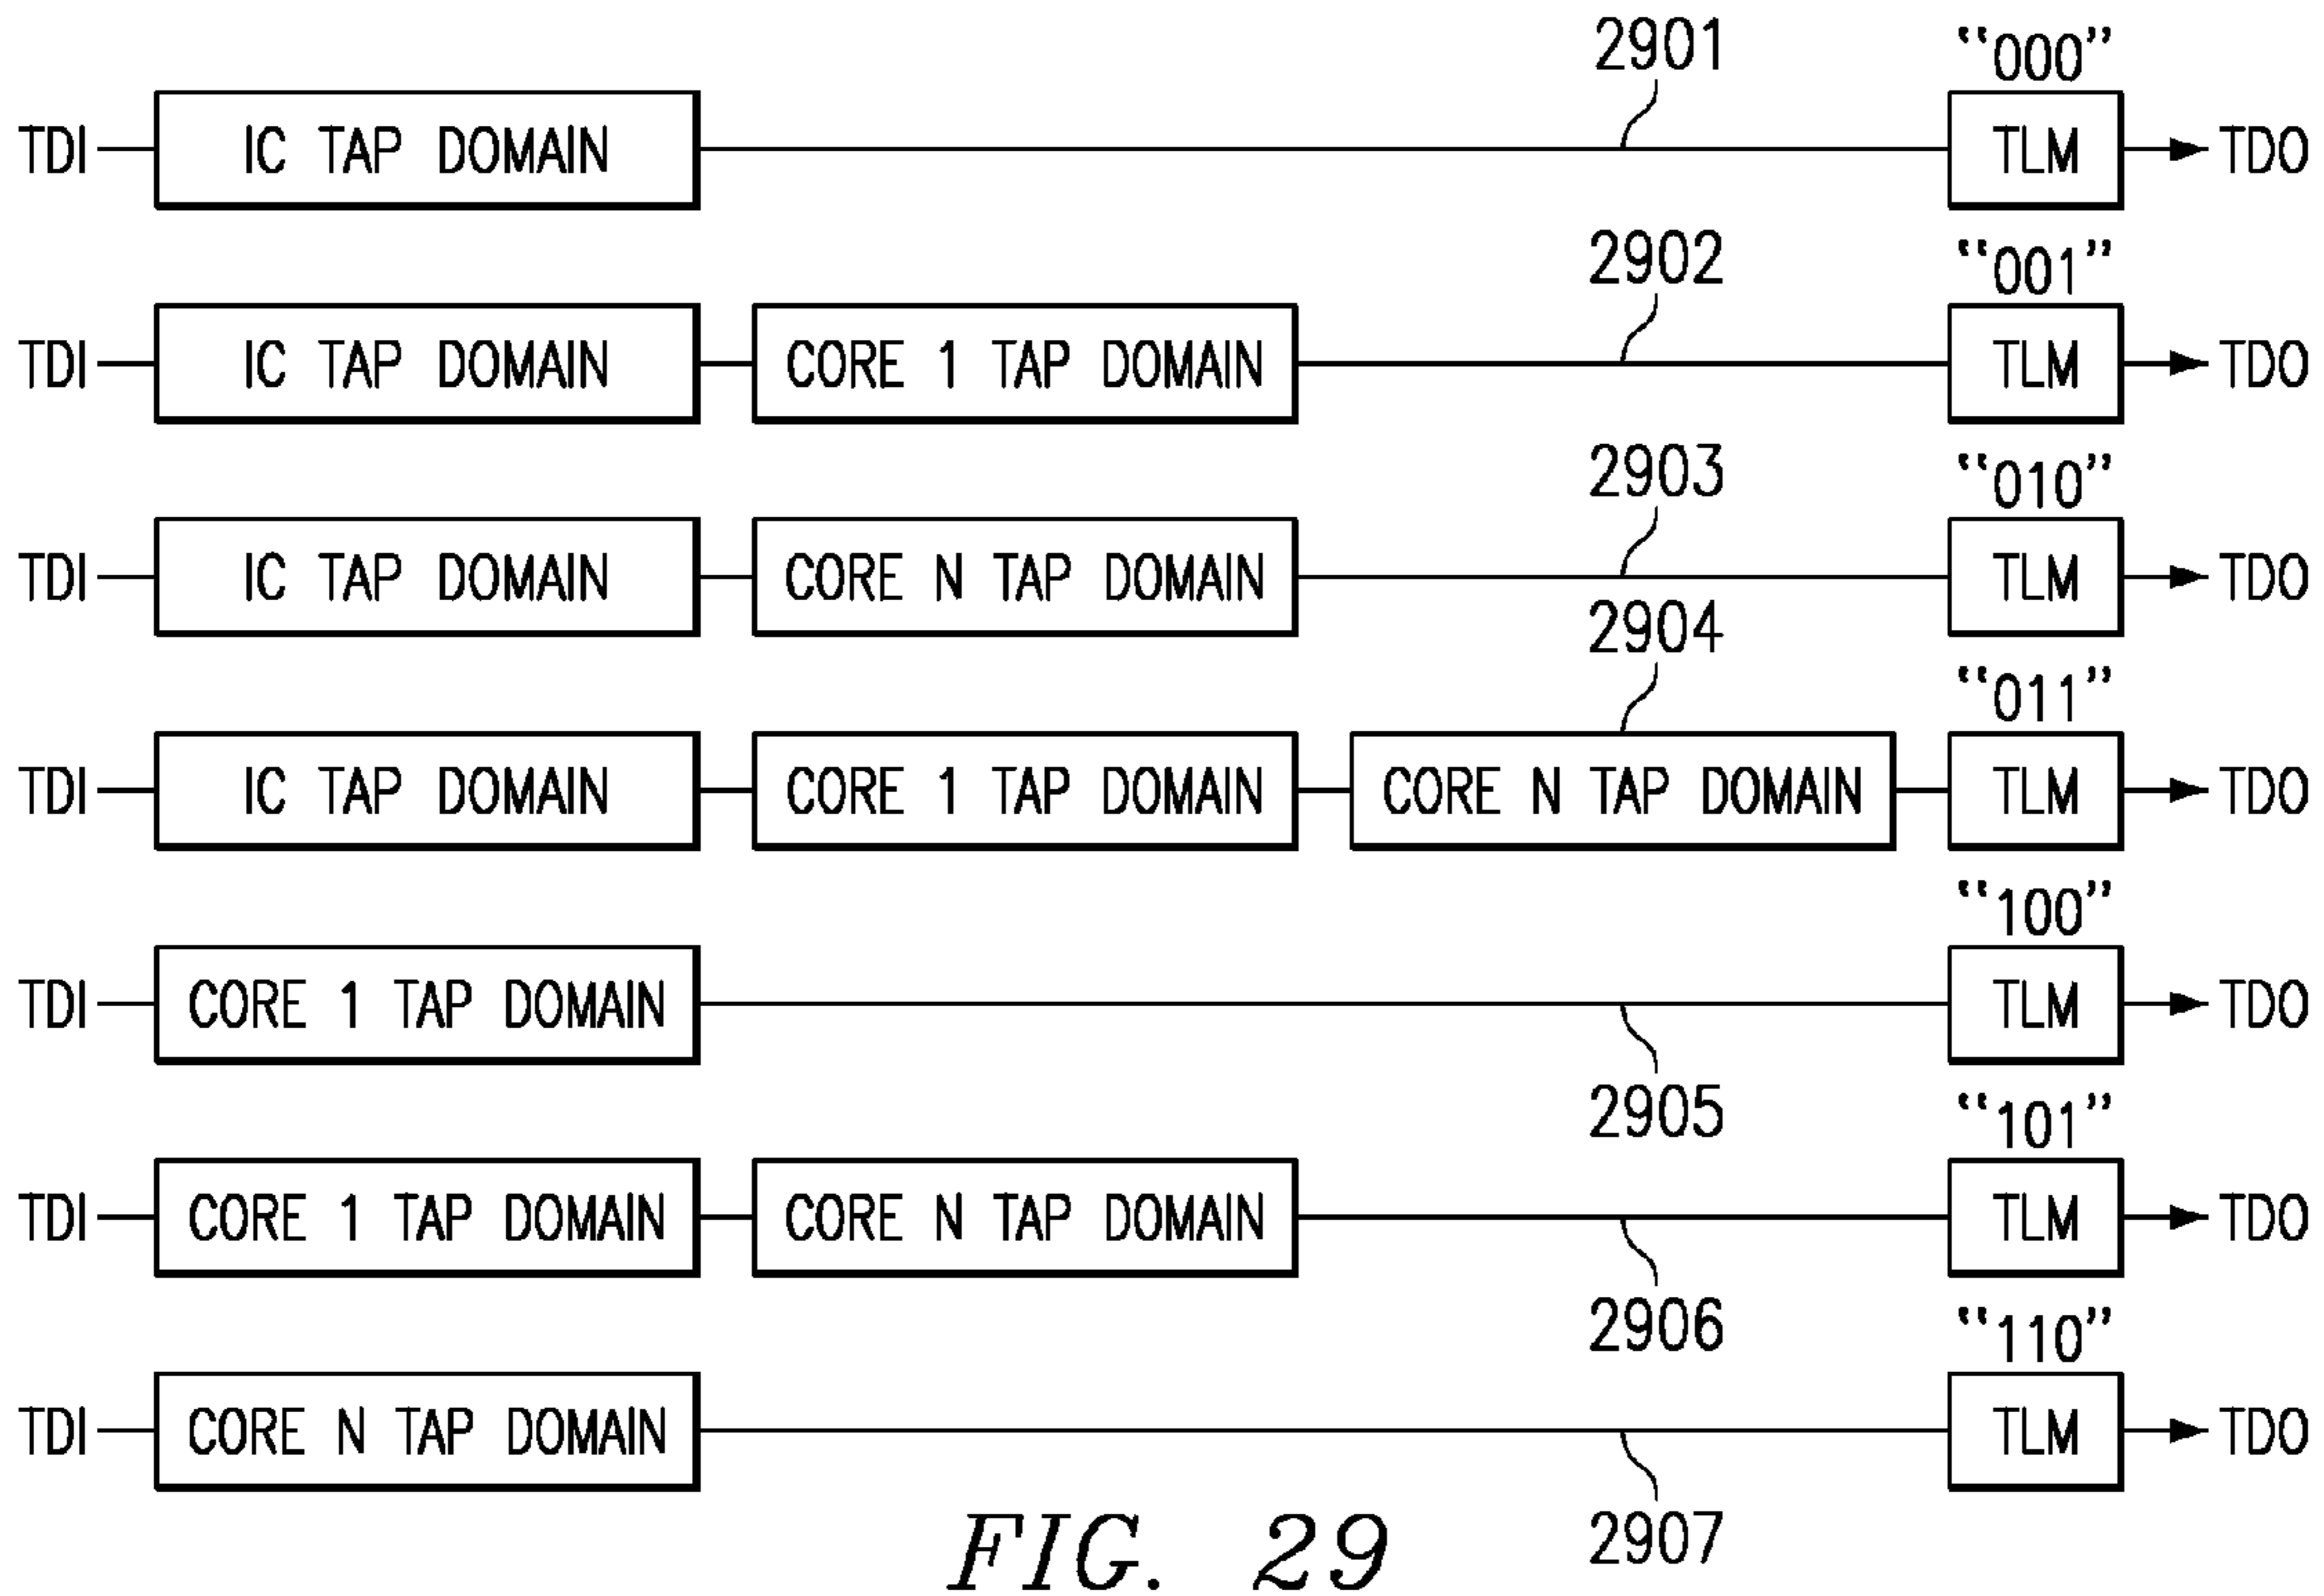 2901 “000”
TDI IC TAP DOMAIN TLM TDO
2902 “001”
TDI IC TAP DOMAIN CORE 1 TAP DOMAIN TLM TDO
2903 “010”
TDI IC TAP DOMAIN CORE N TAP DOMAIN TLM TDO
2904 “011”
TDI IC TAP DOMAIN CORE 1 TAP DOMAIN CORE N TAP DOMAIN TLM TDO
“100”
TDI CORE 1 TAP DOMAIN TLM TDO
2905 “101”
TDI CORE 1 TAP DOMAIN CORE N TAP DOMAIN TLM TDO
2906 “110”
TDI CORE N TAP DOMAIN TLM TDO
2907
FIG. 29